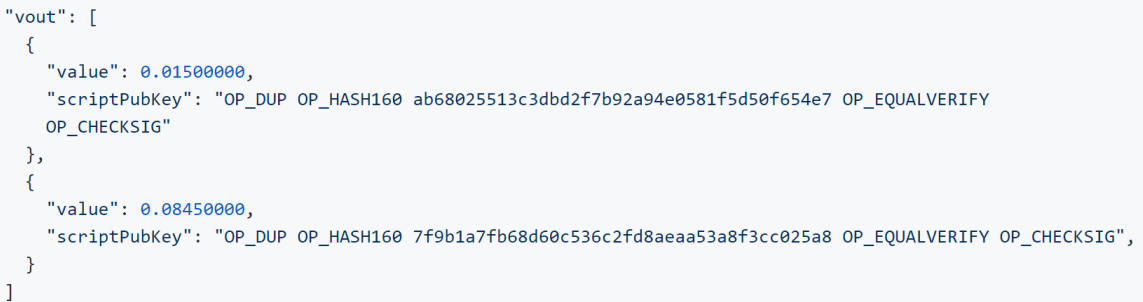 "vout": [
{
"value": 0.01500000,
"scriptPubKey": "OP_DUP OP_HASH160 ab68025513c3dbd2f7b92a94e0581f5d50f654e7 OP_EQUALVERIFY
OP_CHECKSIG"
},
{
"value": 0.08450000,
"scriptPubKey": "OP_DUP OP_HASH160 7f9b1a7fb68d60c536c2fd8aeaa53a8f3cc025a8 OP_EQUALVERIFY OP_CHECKSIG",
}
]